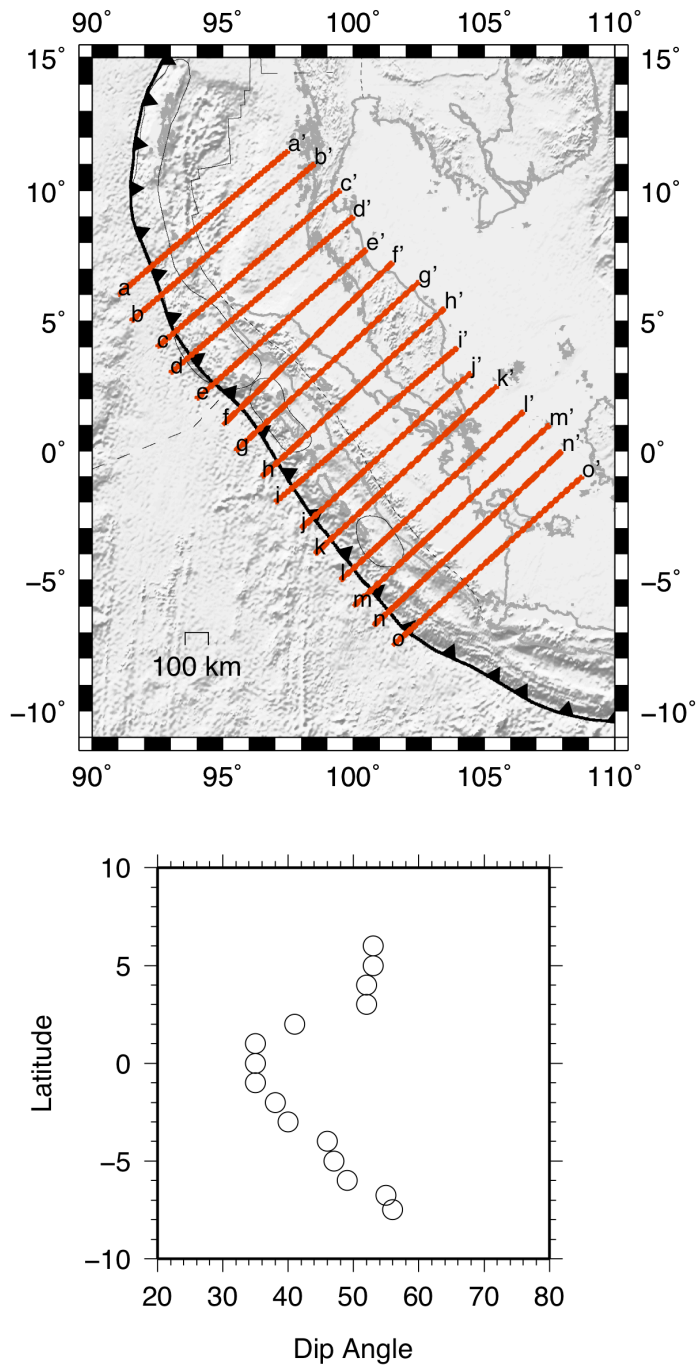 90° 95° 100° 105° 110°
15° 15°
a'
b'
10° c' 10°
d'
e'
f'
g'
a
h'
b
5° 5°
c i'
d j'
e k'
f l'
g m'
0° 0°
h n'
i o'
j
k
l
−5° −5°
m
n
o
100 km
−10° −10°
90° 95° 100° 105° 110°
10
5
0
−5
−10
Latitude
20 30 40 50 60 70 80
Dip Angle